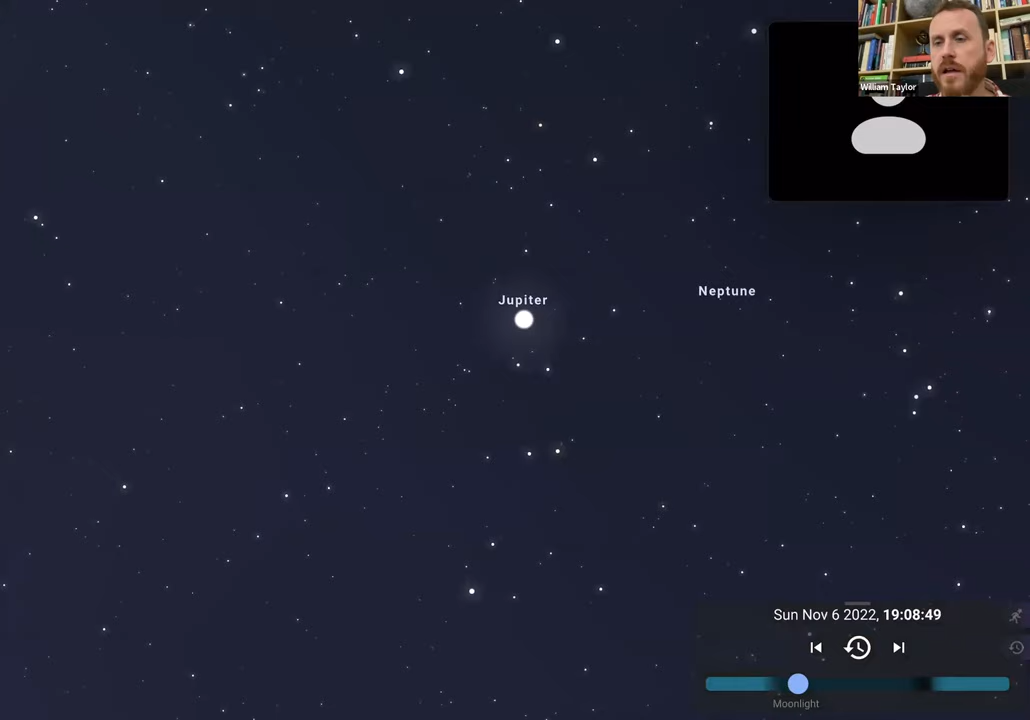 William Taylor
Neptune
Jupiter
Sun Nov 6 2022, 19:08:49
Moonlight